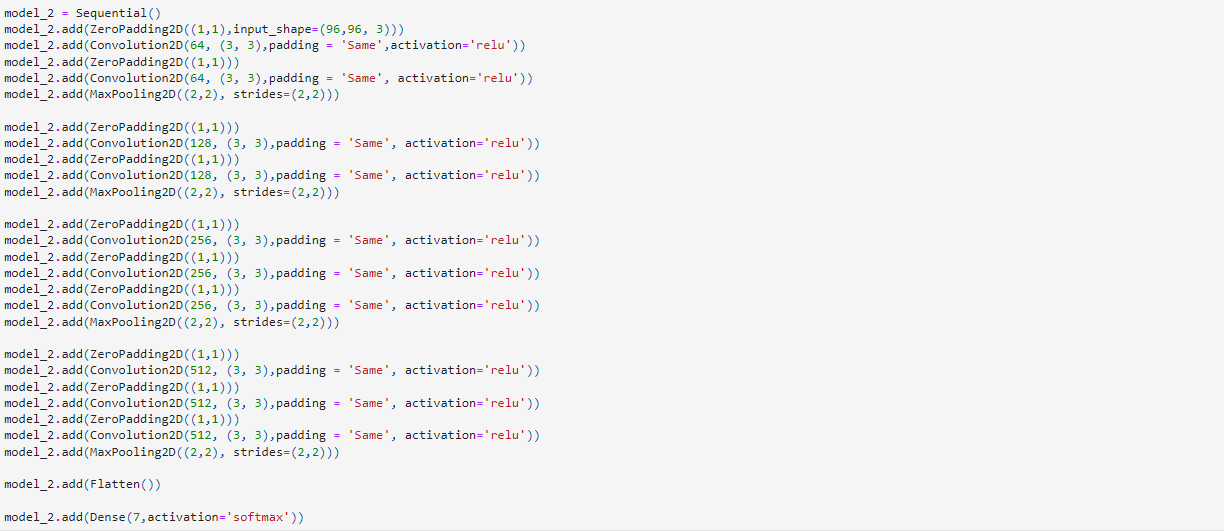 model_2 = Sequential()
model_2.add(ZeroPadding2D((1,1),input_shape=(96,96, 3)))
model_2.add(Convolution2D(64, (3, 3),padding = 'Same',activation='relu'))
model_2.add(ZeroPadding2D((1,1)))
model_2.add(Convolution2D(64, (3, 3),padding = 'Same', activation='relu'))
model_2.add(MaxPooling2D((2,2), strides=(2,2)))

model_2.add(ZeroPadding2D((1,1)))
model_2.add(Convolution2D(128, (3, 3),padding = 'Same', activation='relu'))
model_2.add(ZeroPadding2D((1,1)))
model_2.add(Convolution2D(128, (3, 3),padding = 'Same', activation='relu'))
model_2.add(MaxPooling2D((2,2), strides=(2,2)))

model_2.add(ZeroPadding2D((1,1)))
model_2.add(Convolution2D(256, (3, 3),padding = 'Same', activation='relu'))
model_2.add(ZeroPadding2D((1,1)))
model_2.add(Convolution2D(256, (3, 3),padding = 'Same', activation='relu'))
model_2.add(ZeroPadding2D((1,1)))
model_2.add(Convolution2D(256, (3, 3),padding = 'Same', activation='relu'))
model_2.add(MaxPooling2D((2,2), strides=(2,2)))

model_2.add(ZeroPadding2D((1,1)))
model_2.add(Convolution2D(512, (3, 3),padding = 'Same', activation='relu'))
model_2.add(ZeroPadding2D((1,1)))
model_2.add(Convolution2D(512, (3, 3),padding = 'Same', activation='relu'))
model_2.add(ZeroPadding2D((1,1)))
model_2.add(Convolution2D(512, (3, 3),padding = 'Same', activation='relu'))
model_2.add(MaxPooling2D((2,2), strides=(2,2)))

model_2.add(Flatten())

model_2.add(Dense(7,activation='softmax'))